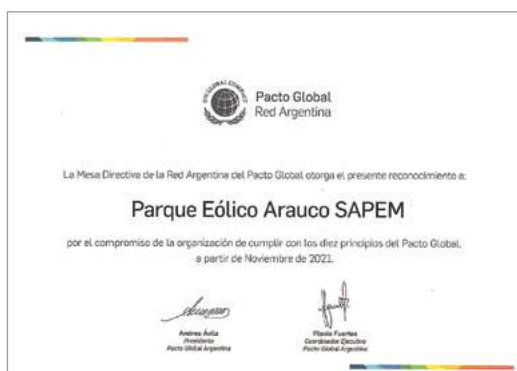 Pacto Global
Red Argentina
La Mesa Directiva de la Red Argentina del Pacto Global otorga el presente reconocimiento a:
Parque Eólico Arauco SAPEM
por el compromiso de la organización de cumplir con los diez principios del Pacto Global,
a partir de Noviembre de 2021.
Andrea Ávila
Presidenta
Pacto Global Argentina
Flavio Fuertes
Coordinador Ejecutivo
Pacto Global Argentina